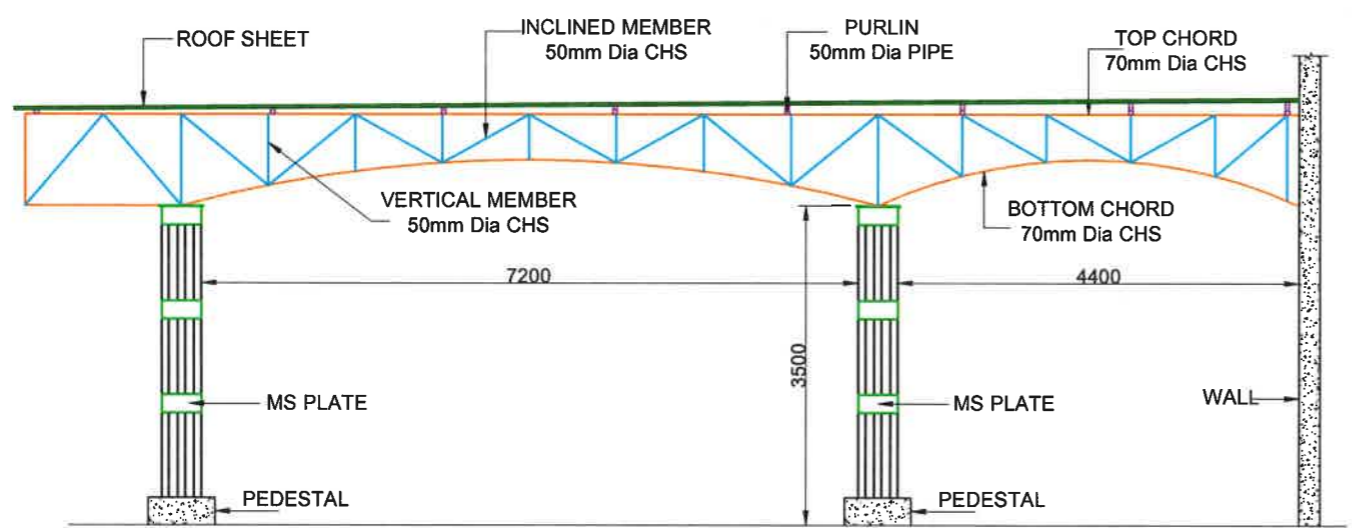 ROOF SHEET
INCLINED MEMBER
50mm Dia CHS
PURLIN
50mm Dia PIPE
TOP CHORD
70mm Dia CHS
VERTICAL MEMBER
50mm Dia CHS
BOTTOM CHORD
70mm Dia CHS
7200
4400
3500
MS PLATE
MS PLATE
WALL
PEDESTAL
PEDESTAL